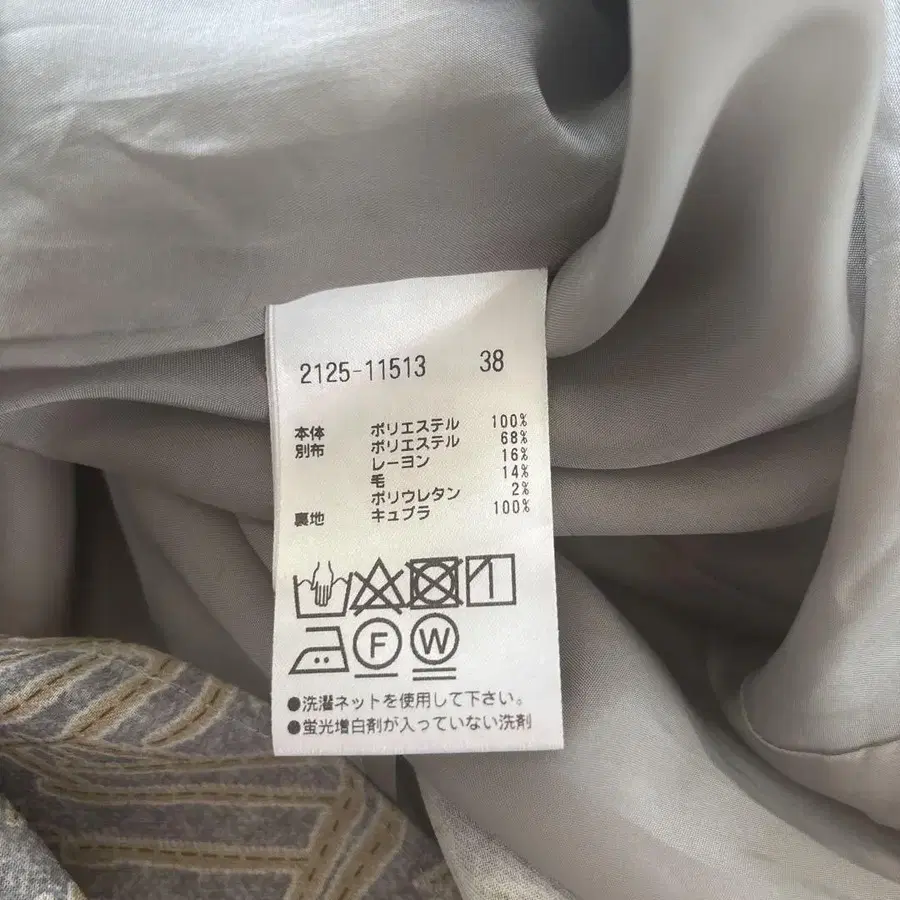 2125-11513 38
本体 ポリエステル 100%
別布 ポリエステル 68%
レーヨン 16%
毛 14%
ポリウレタン 2%
裏地 キュプラ 100%
F W
●洗濯ネットを使用して下さい。
●蛍光増白剤が入っていない洗剤